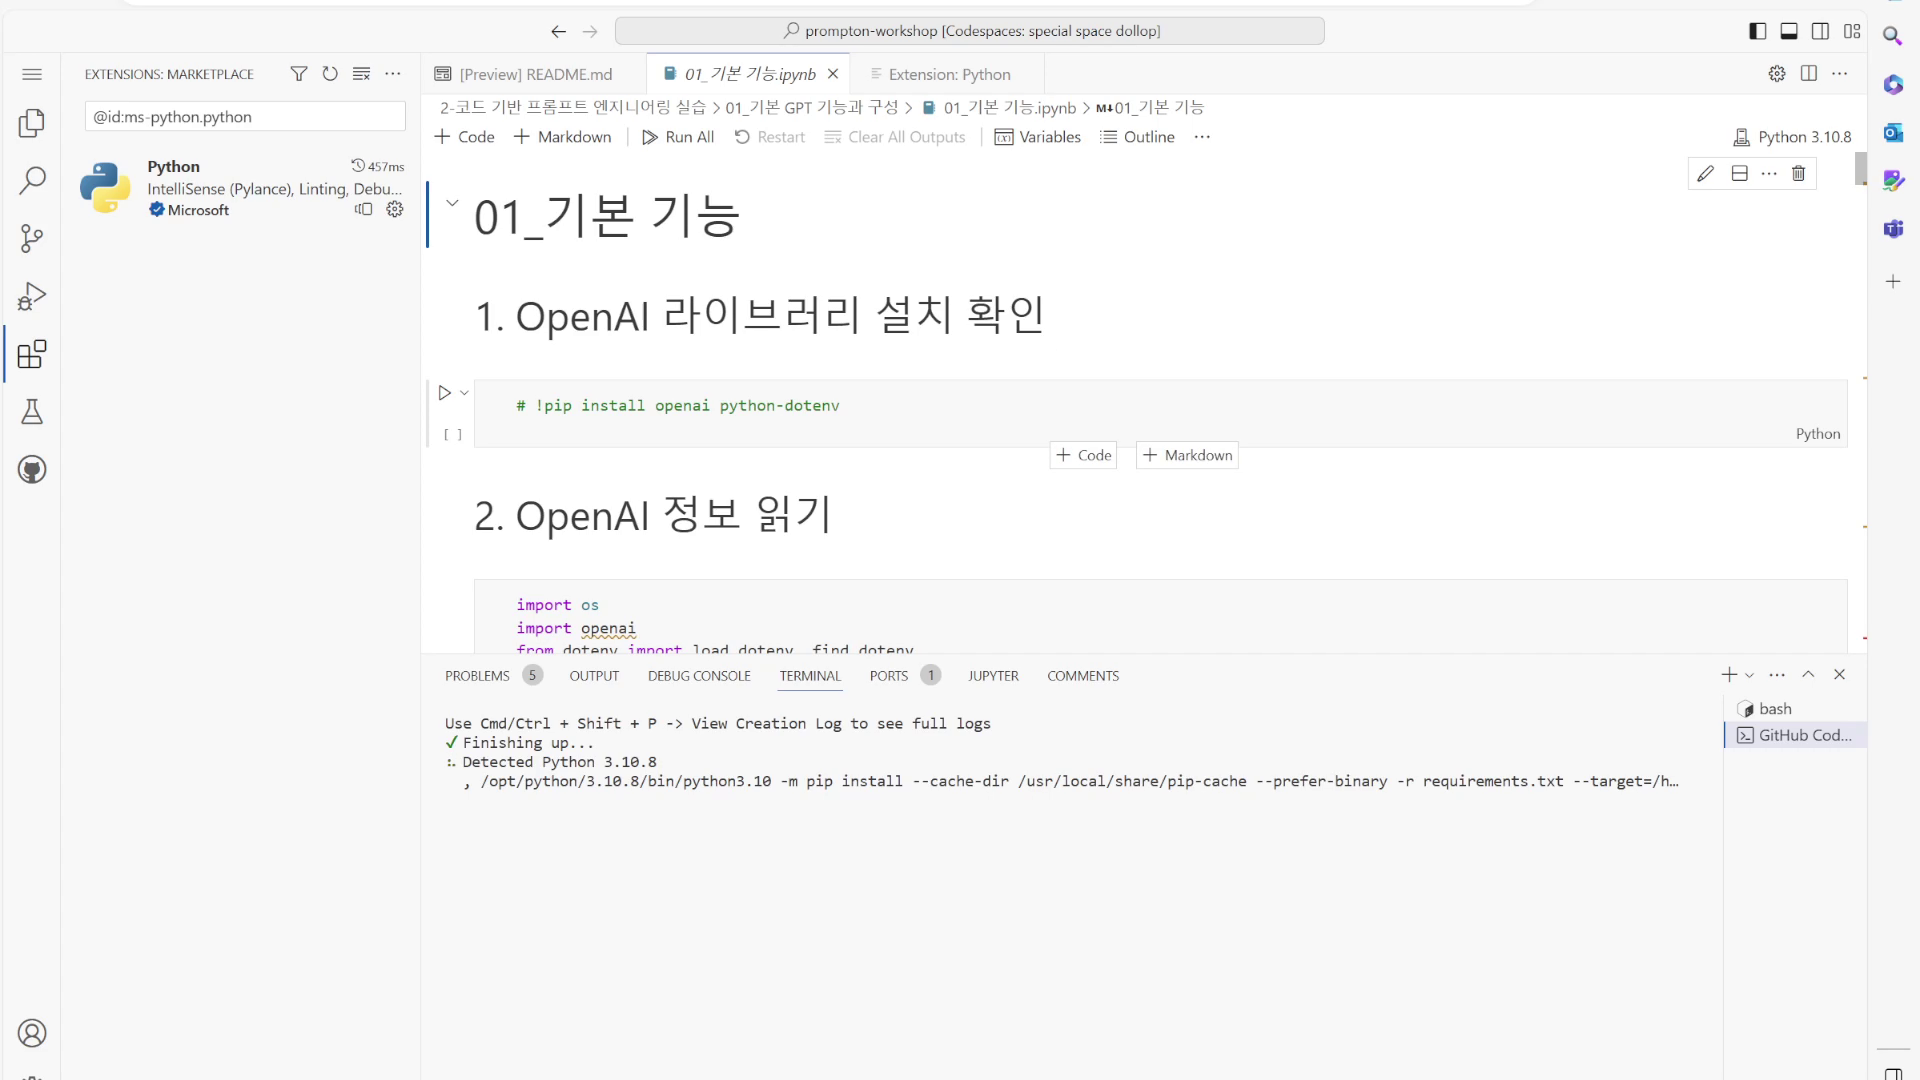 prompton-workshop [Codespaces: special space dollop]
EXTENSIONS: MARKETPLACE
@id:ms-python.python
Python
457ms
IntelliSense (Pylance), Linting, Debu...
Microsoft
[Preview] README.md
01_기본 기능.ipynb
Extension: Python
2-코드 기반 프롬프트 엔지니어링 실습 > 01_기본 GPT 기능과 구성 > 01_기본 기능.ipynb > M↓01_기본 기능
+ Code + Markdown Run All Restart Clear All Outputs Variables Outline ...
Python 3.10.8
01_기본 기능
1. OpenAI 라이브러리 설치 확인
# !pip install openai python-dotenv
[ ]
Python
+ Code + Markdown
2. OpenAI 정보 읽기
import os
import openai
from dotenv import load_dotenv, find_dotenv
PROBLEMS 5 OUTPUT DEBUG CONSOLE TERMINAL PORTS 1 JUPYTER COMMENTS
Use Cmd/Ctrl + Shift + P -> View Creation Log to see full logs
✓ Finishing up...
⠦ Detected Python 3.10.8
, /opt/python/3.10.8/bin/python3.10 -m pip install --cache-dir /usr/local/share/pip-cache --prefer-binary -r requirements.txt --target=/h…
bash
GitHub Cod...